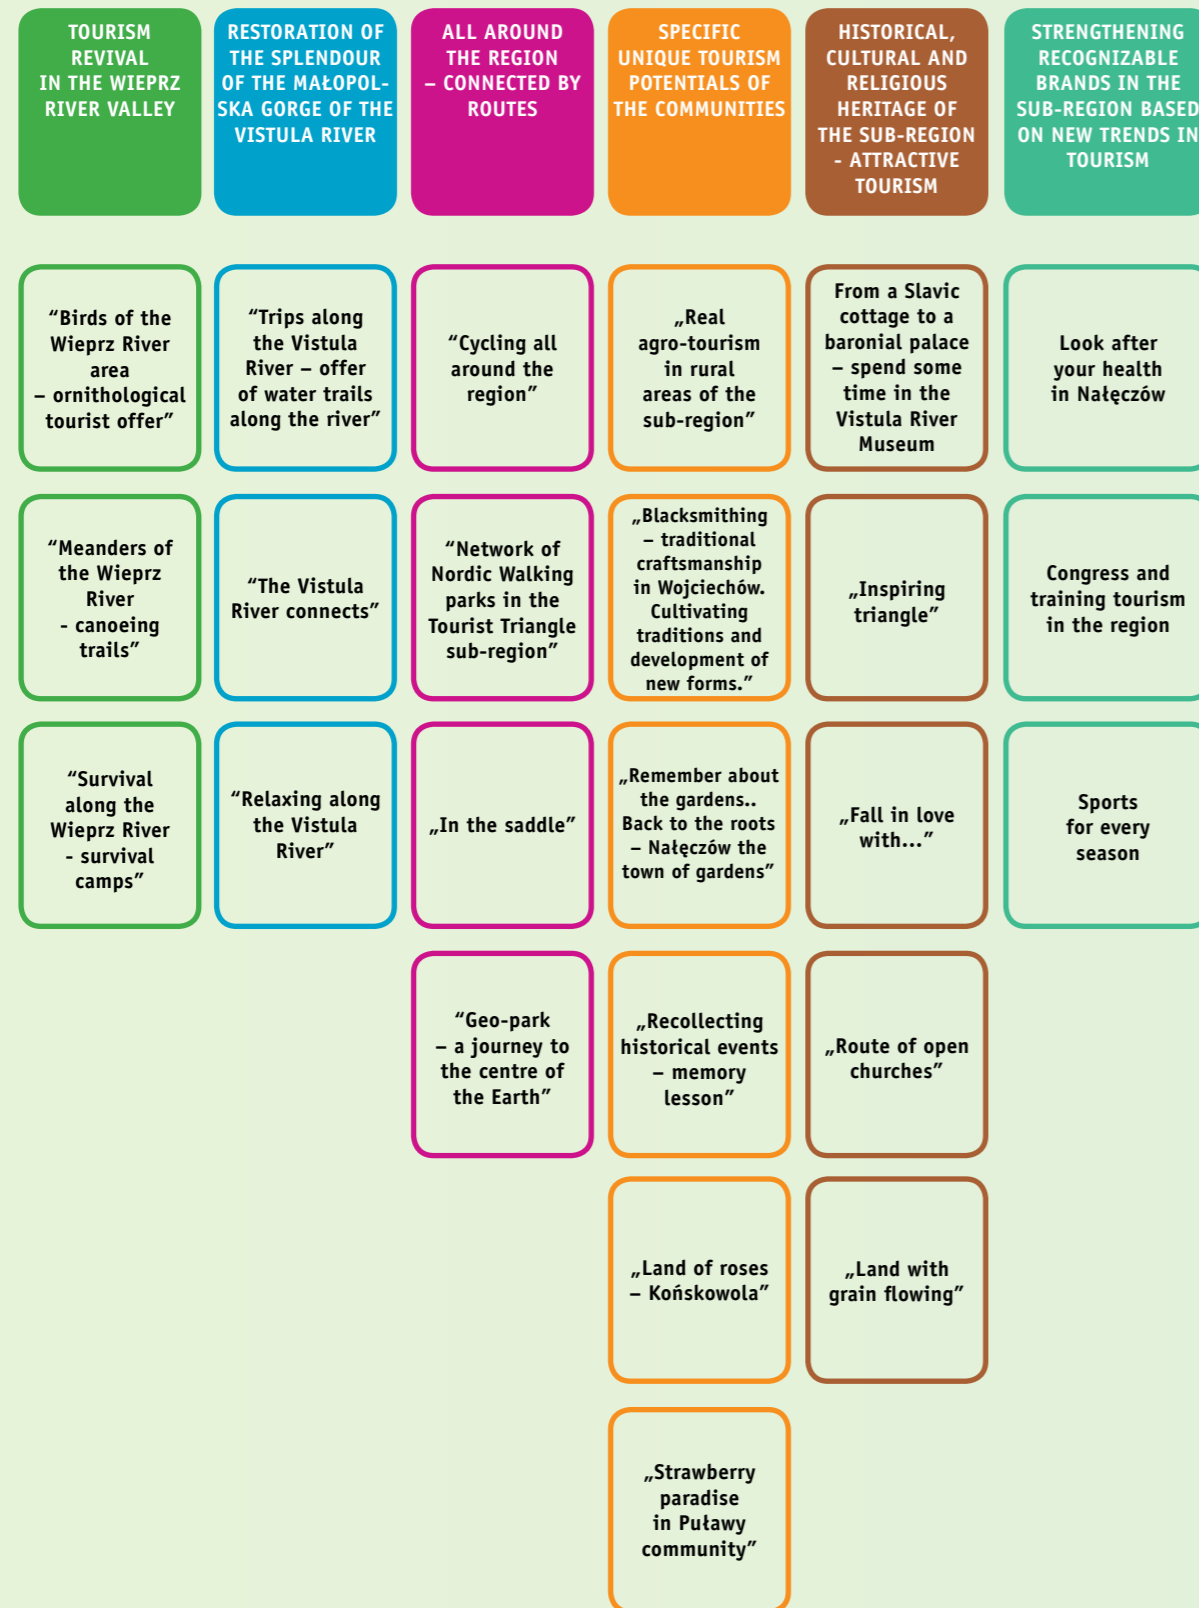 TOURISM
REVIVAL
IN THE WIEPRZ
RIVER VALLEY
RESTORATION OF
THE SPLENDOUR
OF THE MAŁOPOL-
SKA GORGE OF THE
VISTULA RIVER
ALL AROUND
THE REGION
– CONNECTED BY
ROUTES
SPECIFIC
UNIQUE TOURISM
POTENTIALS OF
THE COMMUNITIES
HISTORICAL,
CULTURAL AND
RELIGIOUS
HERITAGE OF
THE SUB-REGION
- ATTRACTIVE
TOURISM
STRENGTHENING
RECOGNIZABLE
BRANDS IN THE
SUB-REGION BASED
ON NEW TRENDS IN
TOURISM
“Birds of the
Wieprz River
area
– ornithological
tourist offer”
“Trips along
the Vistula
River – offer
of water trails
along the river”
“Cycling all
around the
region”
„Real
agro-tourism
in rural
areas of the
sub-region”
From a Slavic
cottage to a
baronial palace
– spend some
time in the
Vistula River
Museum
Look after
your health
in Nałęczów
“Meanders of
the Wieprz
River
- canoeing
trails”
“The Vistula
River connects”
“Network of
Nordic Walking
parks in the
Tourist Triangle
sub-region”
„Blacksmithing
– traditional
craftsmanship
in Wojciechów.
Cultivating
traditions and
development of
new forms.”
„Inspiring
triangle”
Congress and
training tourism
in the region
“Survival
along the
Wieprz River
- survival
camps”
“Relaxing along
the Vistula
River”
„In the saddle”
„Remember about
the gardens..
Back to the roots
– Nałęczów the
town of gardens”
„Fall in love
with...”
Sports
for every
season
“Geo-park
– a journey to
the centre of
the Earth”
„Recollecting
historical events
– memory
lesson”
„Route of open
churches”
„Land of roses
– Końskowola”
„Land with
grain flowing”
„Strawberry
paradise
in Puławy
community”